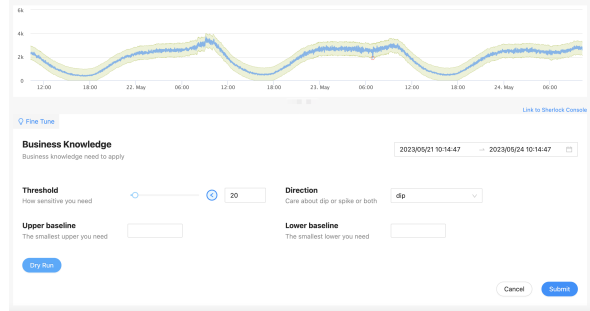 6k
4k
2k
0
12:00 18:00 22. May 06:00 12:00 18:00 23. May 06:00 12:00 18:00 24. May 06:00
Link to Sherlock Console
Fine Tune
Business Knowledge
Business knowledge need to apply
2023/05/21 10:14:47 → 2023/05/24 10:14:47
Threshold
How sensitive you need
20
Direction
Care about dip or spike or both
dip
Upper baseline
The smallest upper you need
Lower baseline
The smallest lower you need
Dry Run
Cancel Submit